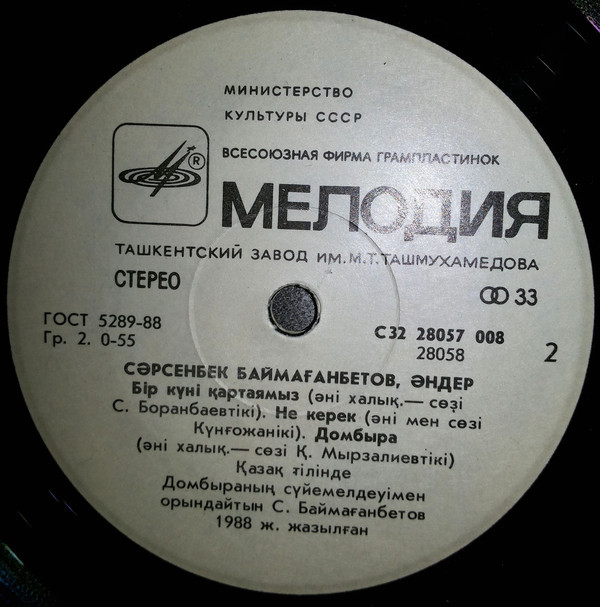 МИНИСТЕРСТВО
КУЛЬТУРЫ СССР
ВСЕСОЮЗНАЯ ФИРМА ГРАМПЛАСТИНОК
®
МЕЛОДИЯ
ТАШКЕНТСКИЙ ЗАВОД ИМ. М.Т. ТАШМУХАМЕДОВА
СТЕРЕО
33
ГОСТ 5289-88
Гр. 2. 0-55
С32 28057 008
28058
2
СӘРСЕНБЕК БАЙМАҒАНБЕТОВ, ӘНДЕР
Бір күні қартаямыз (әні халық.— сөзі
С. Боранбаевтікі). Не керек (әні мен сөзі
Күнғожанікі). Домбыра
(әні халық.— сөзі Қ. Мырзалиевтікі)
Қазақ тілінде
Домбыраның сүйемелдеуімен
орындайтын С. Баймағанбетов
1988 ж. жазылған